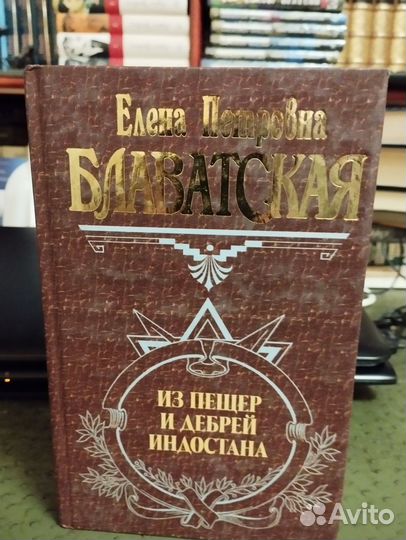 Елена Петровна
БЛАВАТСКАЯ
ИЗ ПЕЩЕР
И ДЕБРЕЙ
ИНДОСТАНА
Avito